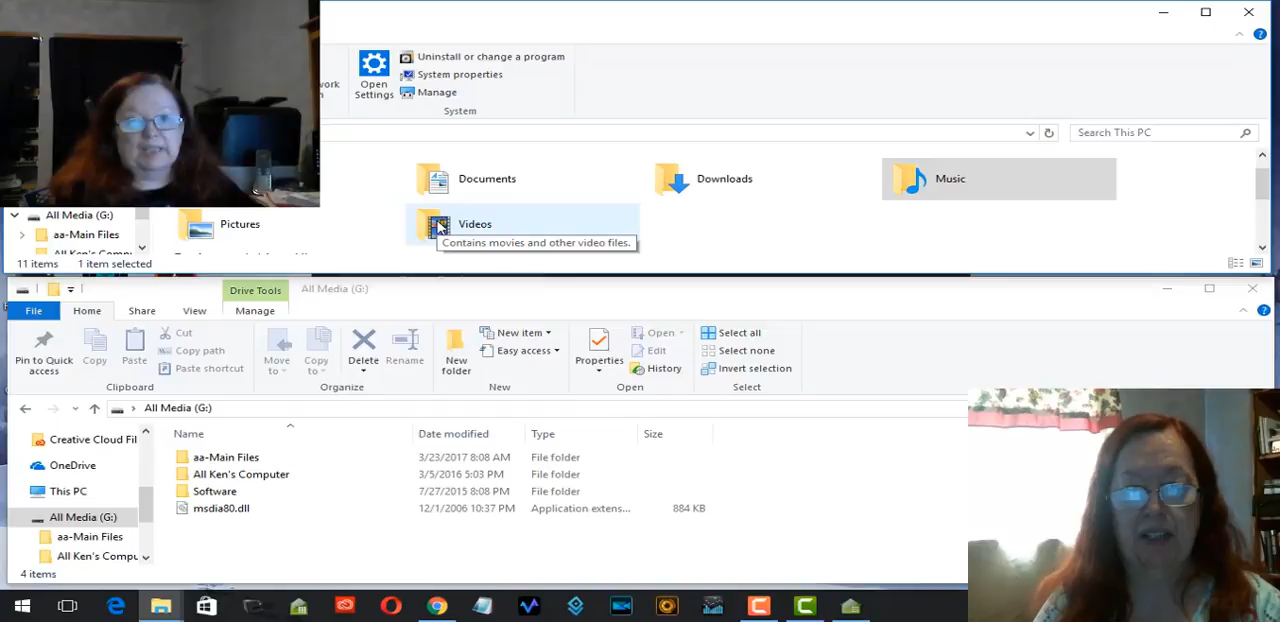 Uninstall or change a program
System properties
Manage
Open
Settings
System
Search This PC
Documents
Downloads
Music
All Media (G:)
aa-Main Files
Pictures
Videos
Contains movies and other video files.
11 items 1 item selected
Drive Tools
All Media (G:)
File Home Share View Manage
Pin to Quick
access
Copy
Paste
Cut
Copy path
Paste shortcut
Clipboard
Move
to
Copy
to
Delete
Rename
Organize
New
folder
New item
Easy access
New
Properties
Open
Edit
History
Open
Select all
Select none
Invert selection
Select
All Media (G:)
Creative Cloud Fil
OneDrive
This PC
All Media (G:)
aa-Main Files
All Ken's Compu
Name Date modified Type Size
aa-Main Files 3/23/2017 8:08 AM File folder
All Ken's Computer 3/5/2016 5:03 PM File folder
Software 7/27/2015 8:08 PM File folder
msdia80.dll 12/1/2006 10:37 PM Application extens... 884 KB
4 items